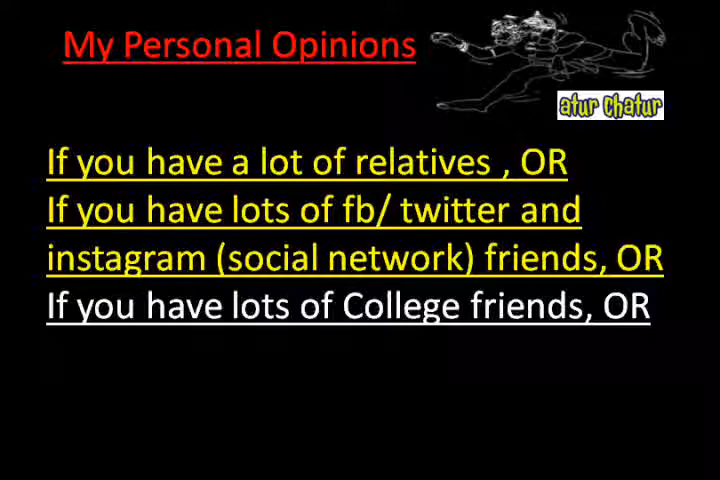 My Personal Opinions
atur chatur
If you have a lot of relatives , OR
If you have lots of fb/ twitter and
instagram (social network) friends, OR
If you have lots of College friends, OR